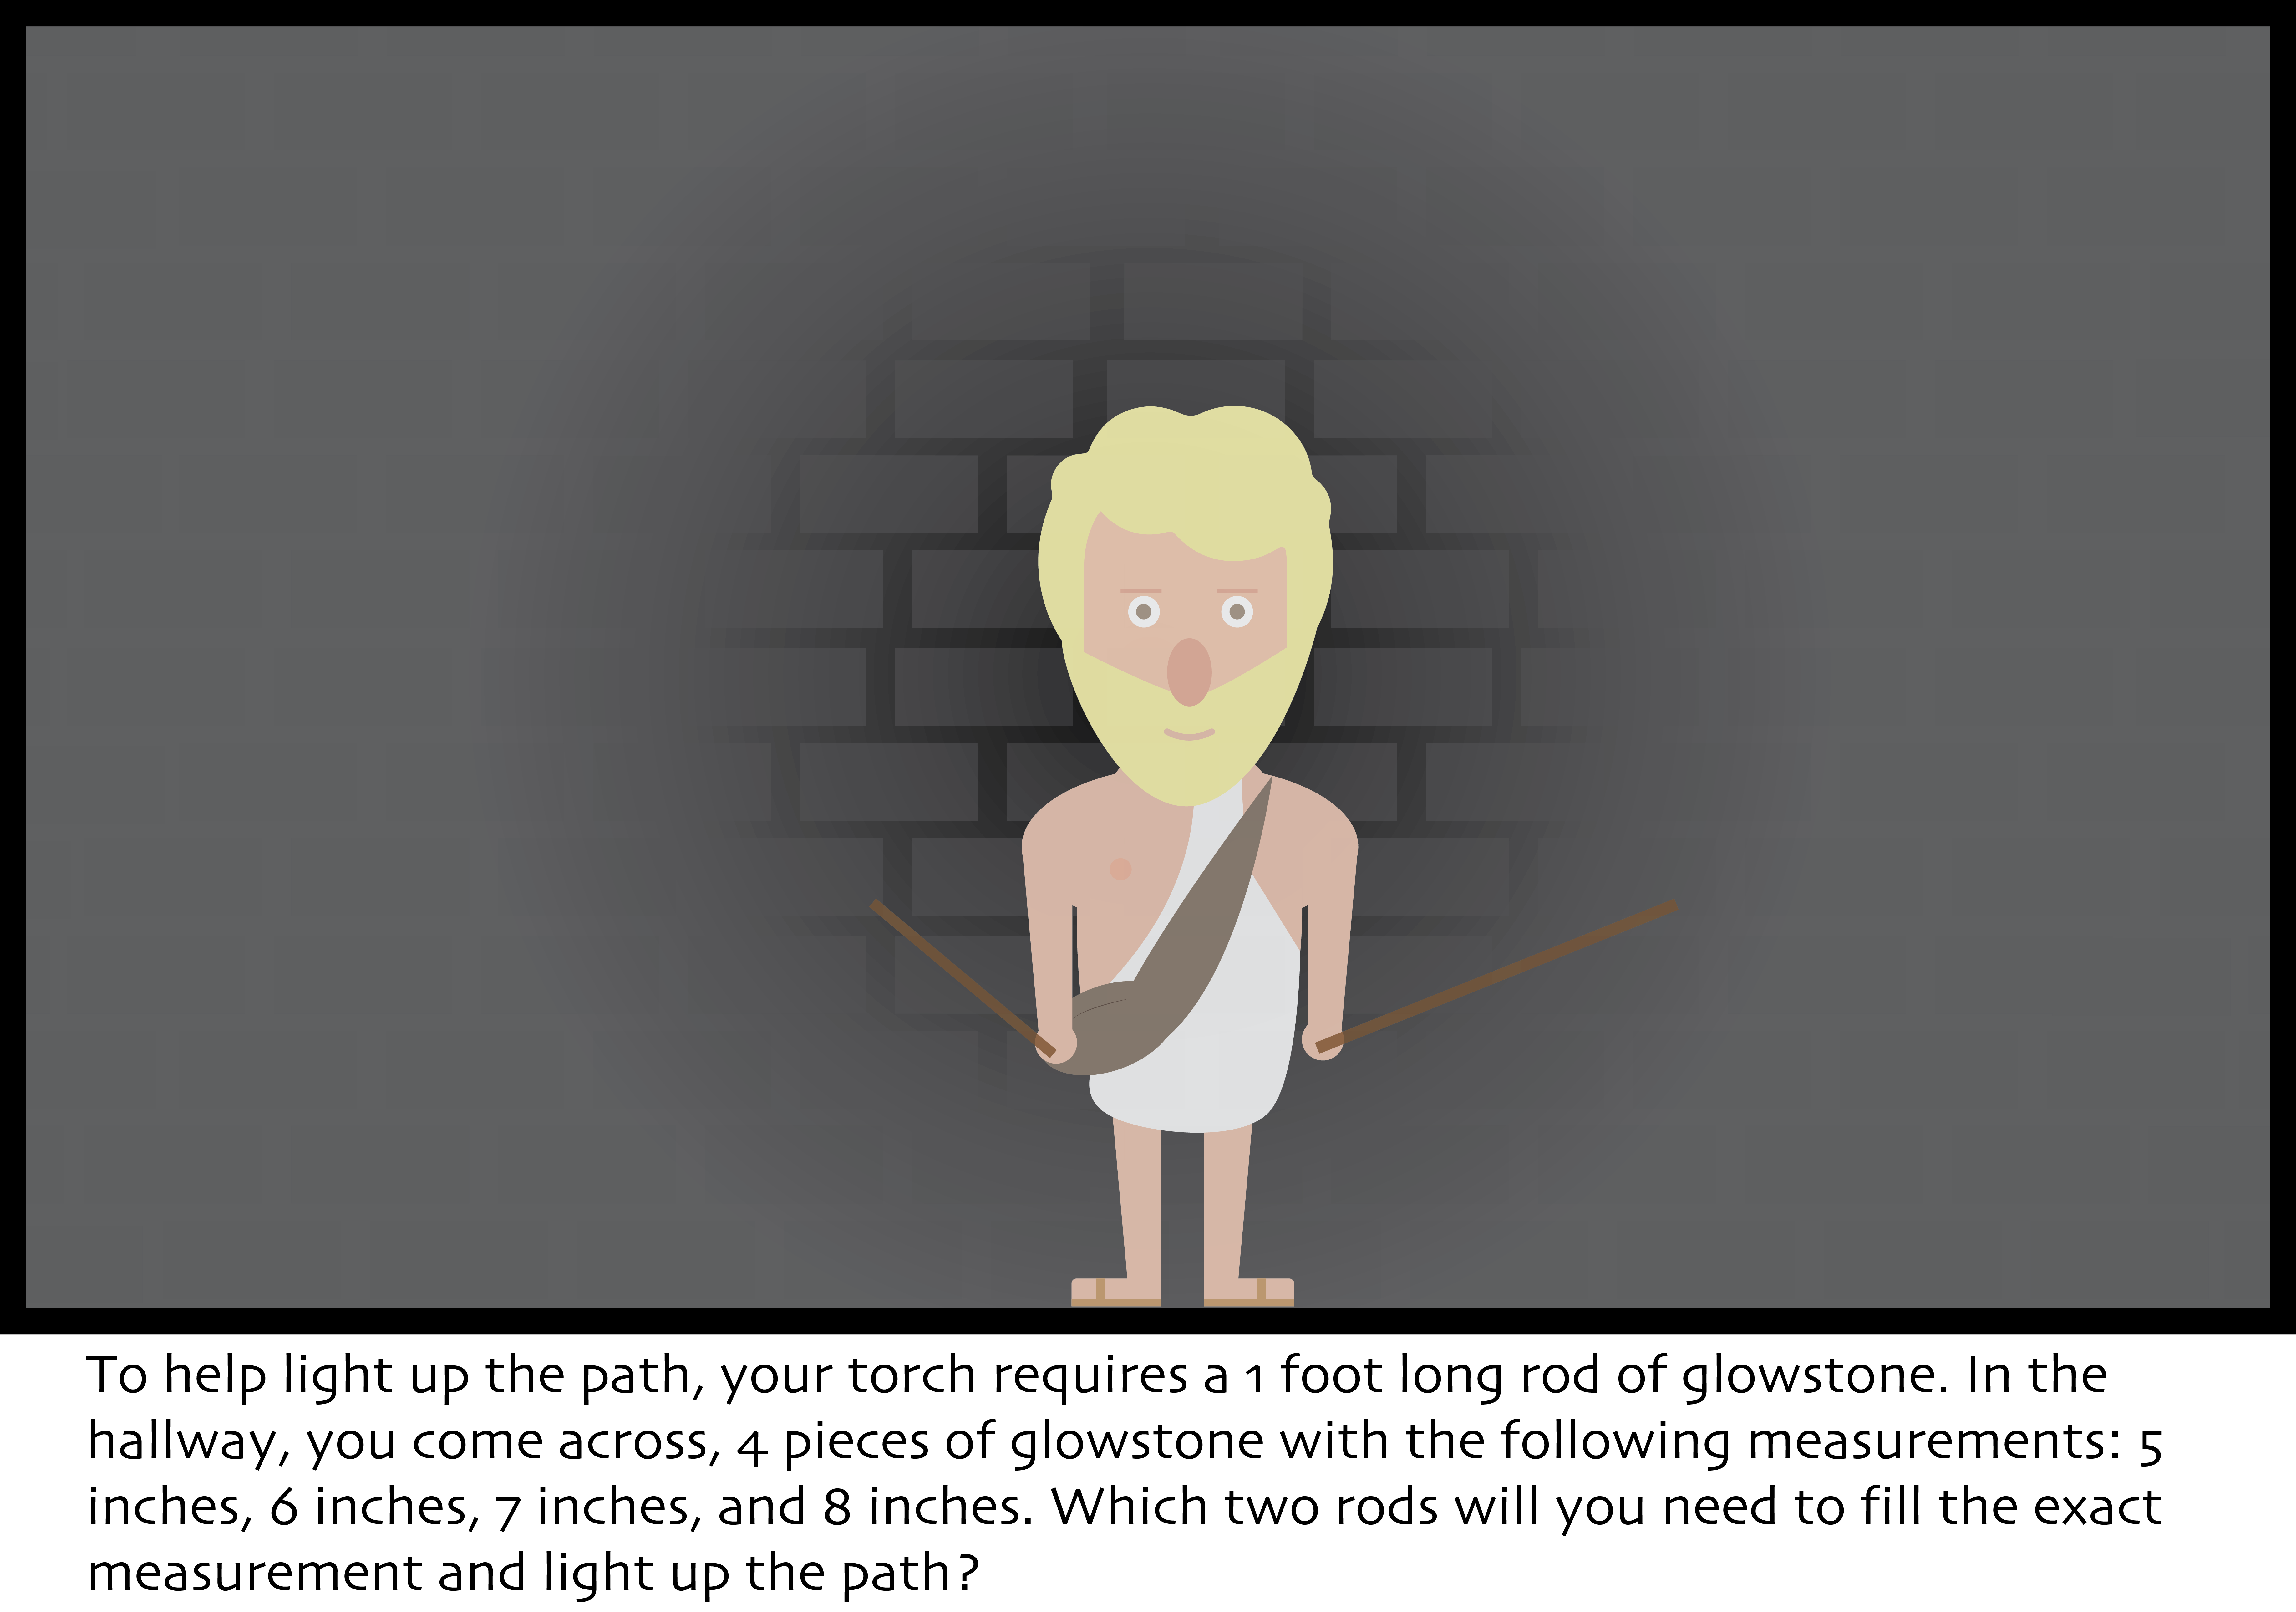 To help light up the path, your torch requires a 1 foot long rod of glowstone. In the
hallway, you come across, 4 pieces of glowstone with the following measurements: 5
inches, 6 inches, 7 inches, and 8 inches. Which two rods will you need to fill the exact
measurement and light up the path?